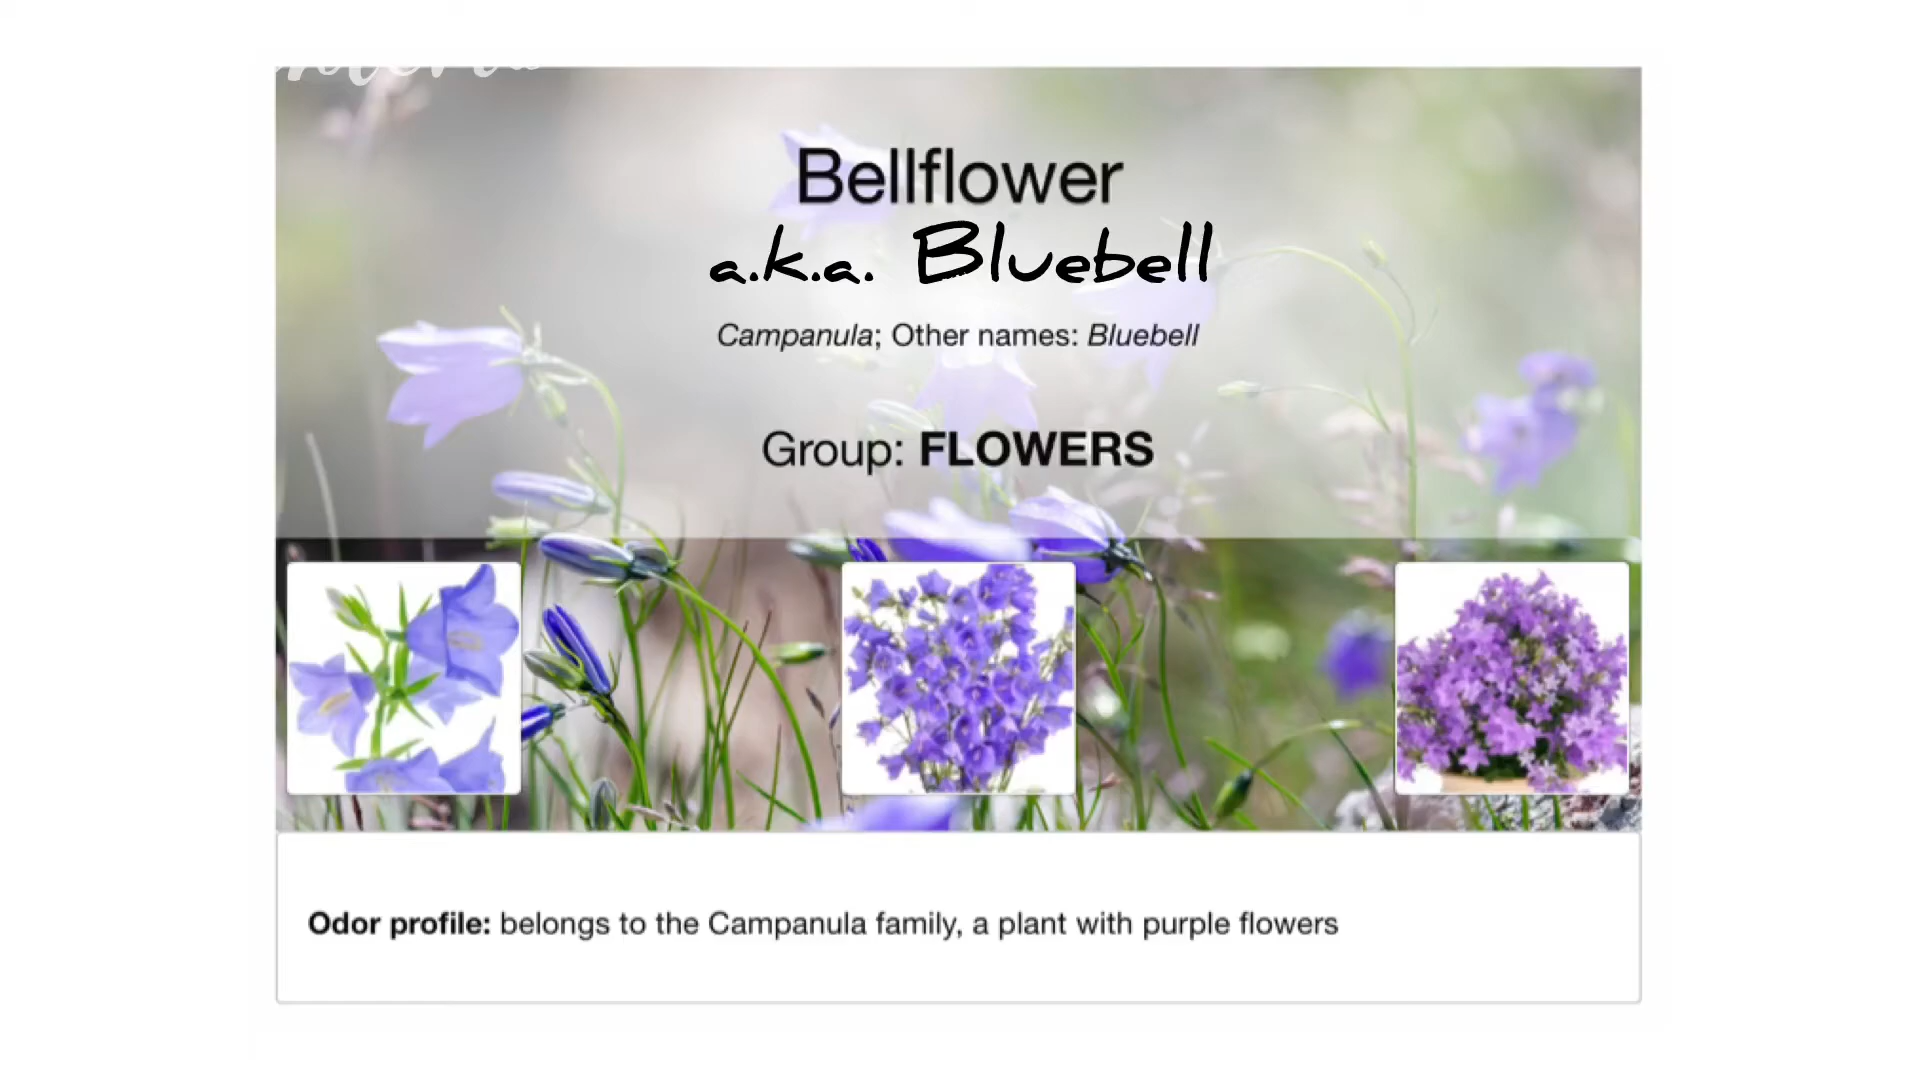 Bellflower
a.k.a. Bluebell
Campanula; Other names: Bluebell
Group: FLOWERS
Odor profile: belongs to the Campanula family, a plant with purple flowers